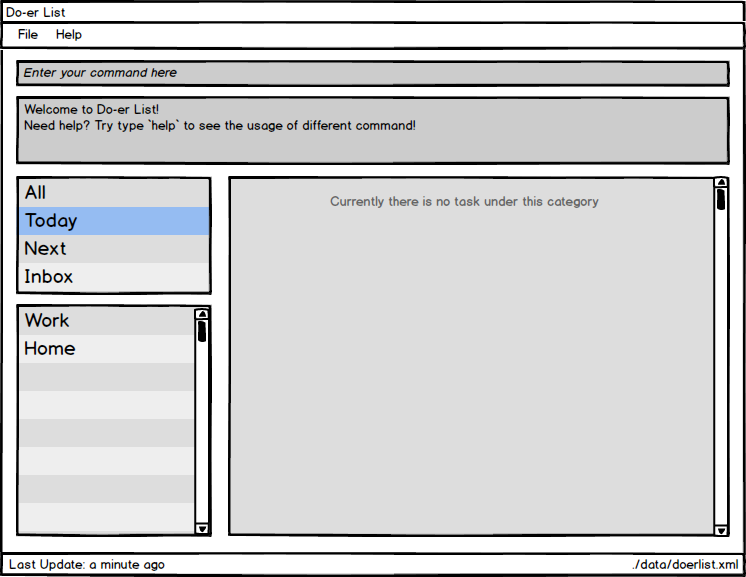 Do-er List
File Help
Enter your command here
Welcome to Do-er List!
Need help? Try type `help` to see the usage of different command!
All
Today
Next
Inbox
Work
Home
Currently there is no task under this category
Last Update: a minute ago
./data/doerlist.xml